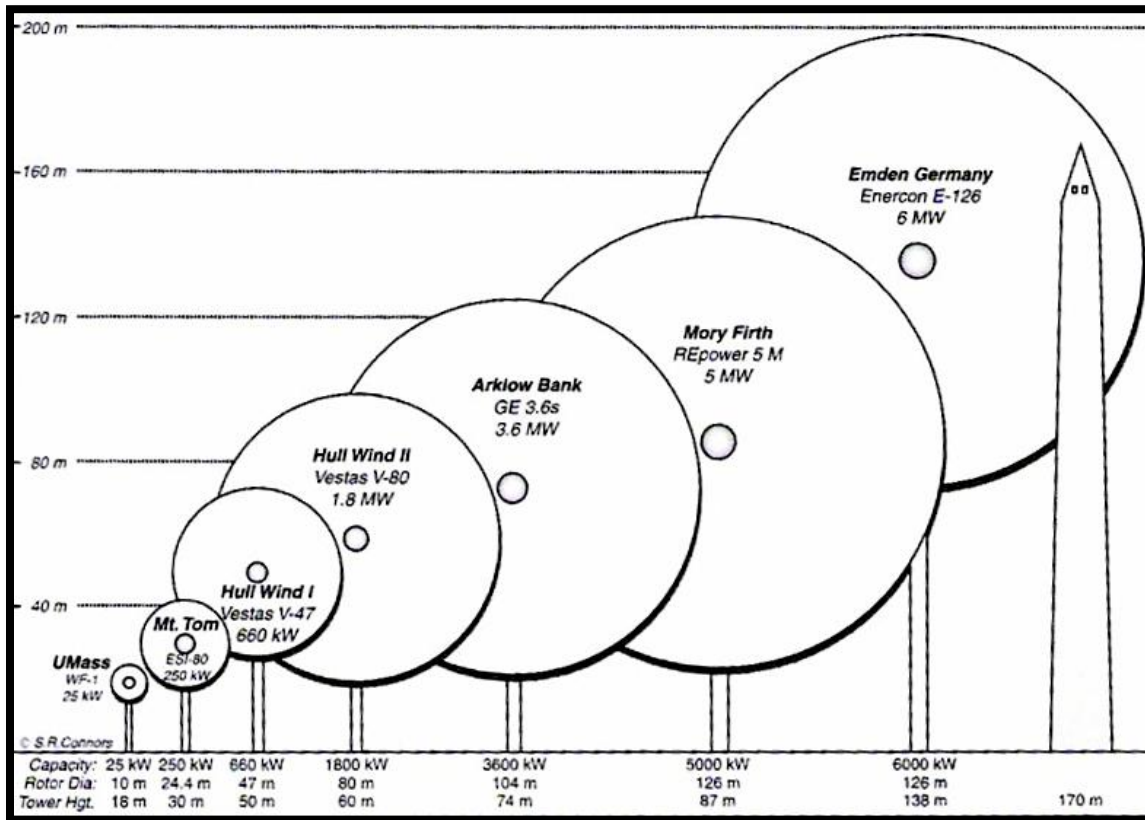 200 m
160 m
120 m
80 m
40 m
Emden Germany
Enercon E-126
6 MW
Mory Firth
REpower 5 M
5 MW
Arklow Bank
GE 3.6s
3.6 MW
Hull Wind II
Vestas V-80
1.8 MW
Hull Wind I
Vestas V-47
660 kW
Mt. Tom
ESI-80
250 kW
UMass
WF-1
25 kW
© S.R.Connors
Capacity: 25 kW 250 kW 660 kW 1800 kW 3600 kW 5000 kW 6000 kW
Rotor Dia: 10 m 24.4 m 47 m 80 m 104 m 126 m 126 m
Tower Hgt. 18 m 30 m 50 m 60 m 74 m 87 m 138 m 170 m